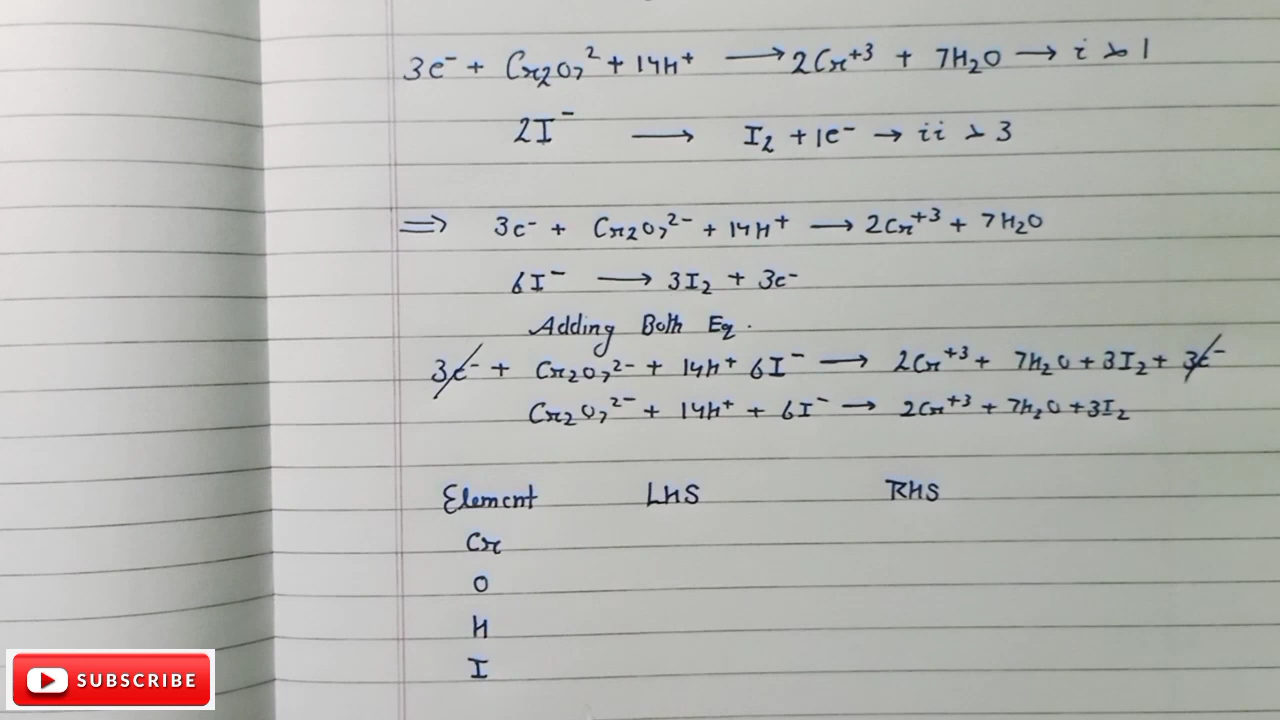 3e⁻ + Cr₂O₇² + 14H⁺ ⟶ 2Cr⁺³ + 7H₂O → i × 1
2I⁻ ⟶ I₂ + 1e⁻ → ii × 3
⟹ 3e⁻ + Cr₂O₇²⁻ + 14H⁺ ⟶ 2Cr⁺³ + 7H₂O
6I⁻ ⟶ 3I₂ + 3e⁻
Adding Both Eq.
3e⁻ + Cr₂O₇²⁻ + 14H⁺ 6I⁻ ⟶ 2Cr⁺³ + 7H₂O + 3I₂ + 3e⁻
Cr₂O₇²⁻ + 14H⁺ + 6I⁻ → 2Cr⁺³ + 7H₂O + 3I₂
Element LHS RHS
Cr
O
H
I
SUBSCRIBE